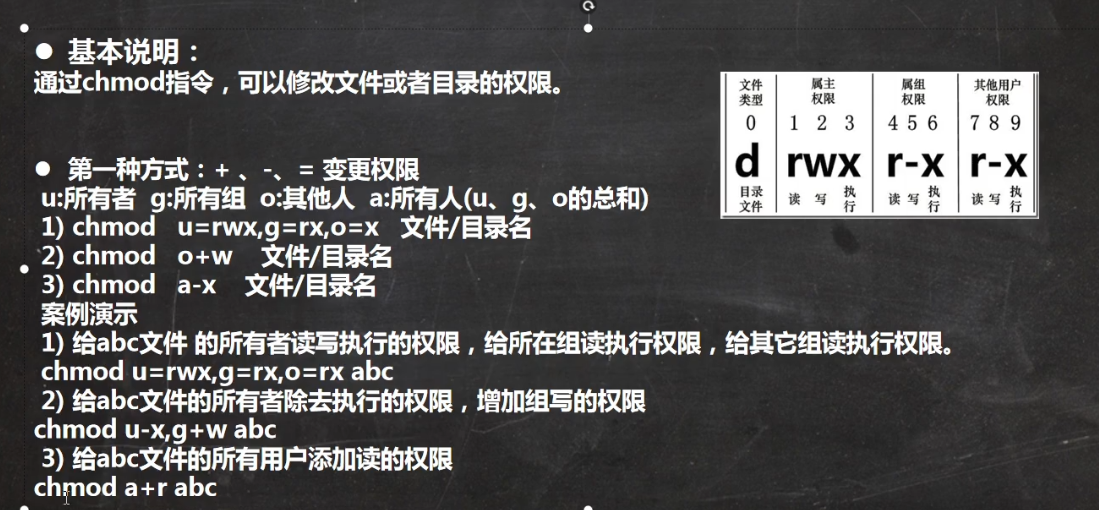 ● 基本说明：
通过chmod指令，可以修改文件或者目录的权限。
● 第一种方式：+ 、-、= 变更权限
u:所有者 g:所有组 o:其他人 a:所有人(u、g、o的总和)
1) chmod u=rwx,g=rx,o=x 文件/目录名
2) chmod o+w 文件/目录名
3) chmod a-x 文件/目录名
案例演示
1) 给abc文件 的所有者读写执行的权限，给所在组读执行权限，给其它组读执行权限。
chmod u=rwx,g=rx,o=rx abc
2) 给abc文件的所有者除去执行的权限，增加组写的权限
chmod u-x,g+w abc
3) 给abc文件的所有用户添加读的权限
chmod a+r abc
文件 属主 属组 其他用户
类型 权限 权限 权限
0 1 2 3 4 5 6 7 8 9
d rwx r-x r-x
目录 读 写 执 读 写 执 读 写 执
文件 行 行 行